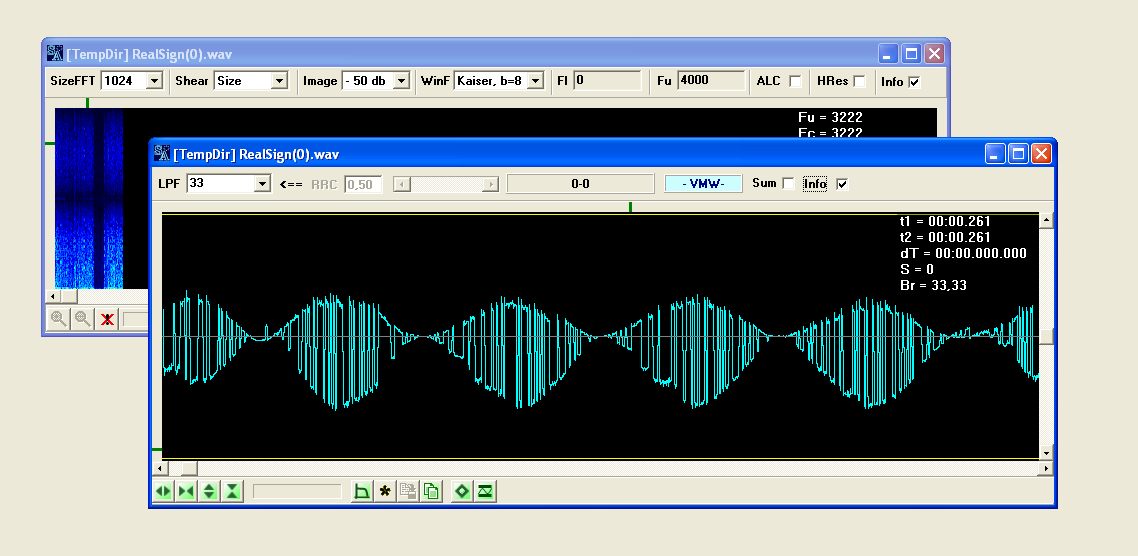 [TempDir] RealSign(0).wav
SizeFFT 1024 Shear Size Image - 50 db WinF Kaiser, b=8 Fl 0 Fu 4000 ALC HRes Info
Fu = 3222
Fc = 3222
[TempDir] RealSign(0).wav
LPF 33 <== RRC 0,50 0-0 - VMW- Sum Info
t1 = 00:00.261
t2 = 00:00.261
dT = 00:00.000.000
S = 0
Br = 33,33